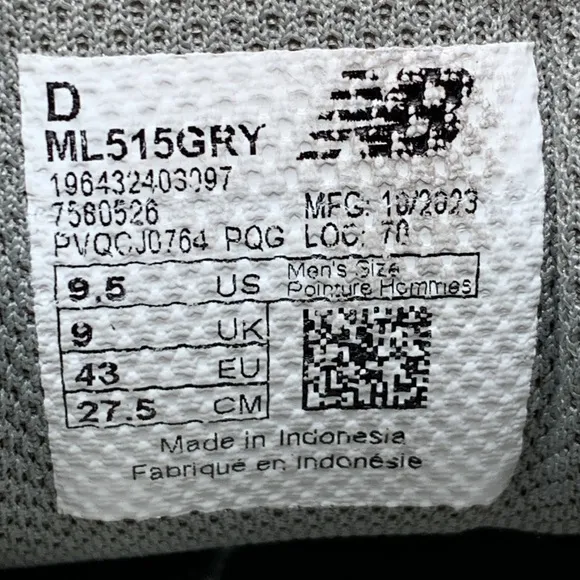 D
ML515GRY
196432403097
7580526 MFG: 10/2023
PVQCJ0764 PQG LOC: 70
9.5 US Men's Size
Pointure Hommes
9 UK
43 EU
27.5 CM
Made in Indonesia
Fabriqué en Indonésie